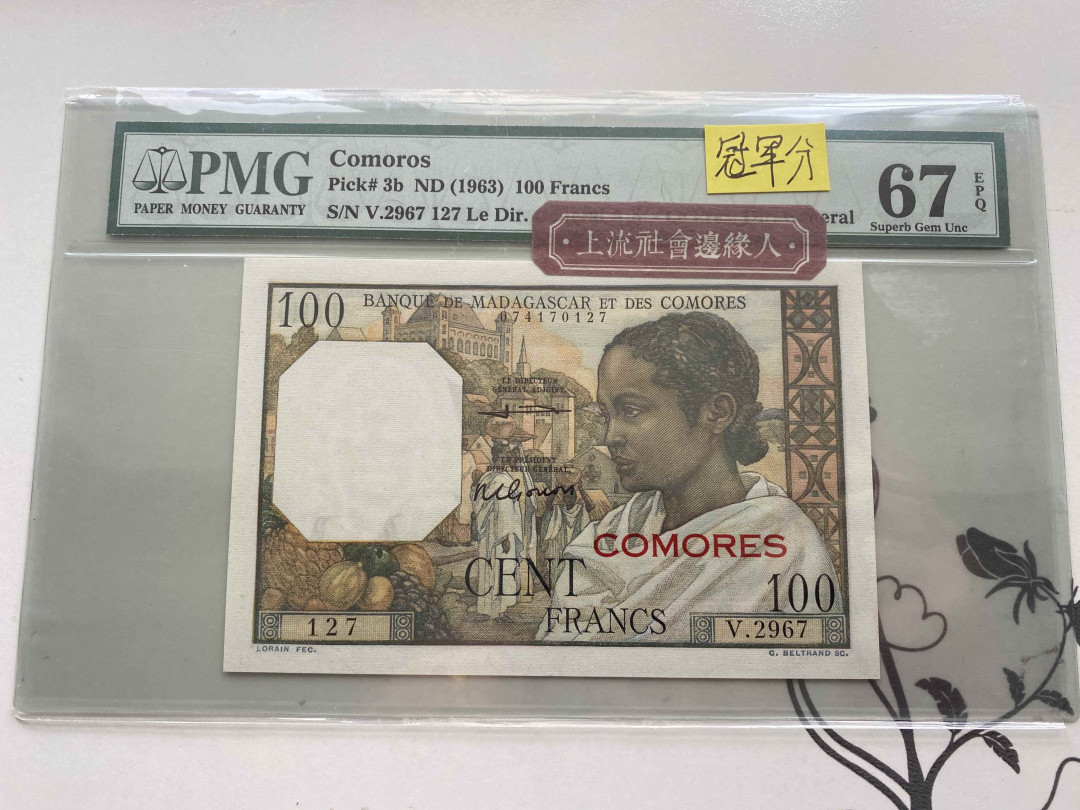 PMG
PAPER MONEY GUARANTY
Comoros
Pick# 3b ND (1963) 100 Francs
S/N V.2967 127 Le Dir.
eral
冠军分
67
EPQ
Superb Gem Unc
·上流社會邊緣人·
100
BANQUE DE MADAGASCAR ET DES COMORES
074170127
LE DIRECTEUR
GÉNÉRAL ADJOINT,
LE PRÉSIDENT
DIRECTEUR GÉNÉRAL,
COMORES
CENT
FRANCS
100
127
V.2967
LORAIN FEC.
G. BELTRAND SC.